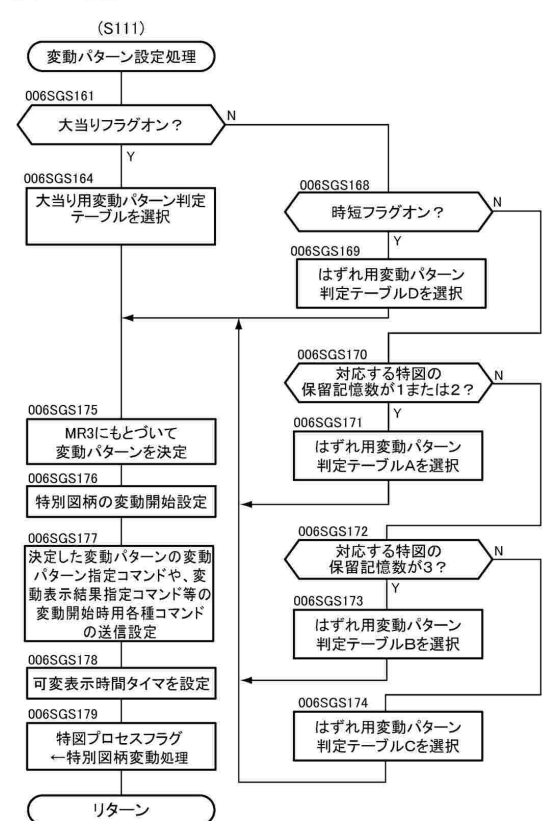 (S111)
変動パターン設定処理
006SGS161
大当りフラグオン？
N
Y
006SGS164
大当り用変動パターン判定
テーブルを選択
006SGS168
時短フラグオン？
N
Y
006SGS169
はずれ用変動パターン
判定テーブルDを選択
006SGS170
対応する特図の
保留記憶数が1または2？
N
Y
006SGS171
はずれ用変動パターン
判定テーブルAを選択
006SGS172
対応する特図の
保留記憶数が3？
N
Y
006SGS173
はずれ用変動パターン
判定テーブルBを選択
006SGS174
はずれ用変動パターン
判定テーブルCを選択
006SGS175
MR3にもとづいて
変動パターンを決定
006SGS176
特別図柄の変動開始設定
006SGS177
決定した変動パターンの変動
パターン指定コマンドや、変
動表示結果指定コマンド等の
変動開始時用各種コマンド
の送信設定
006SGS178
可変表示時間タイマを設定
006SGS179
特図プロセスフラグ
←特別図柄変動処理
リターン